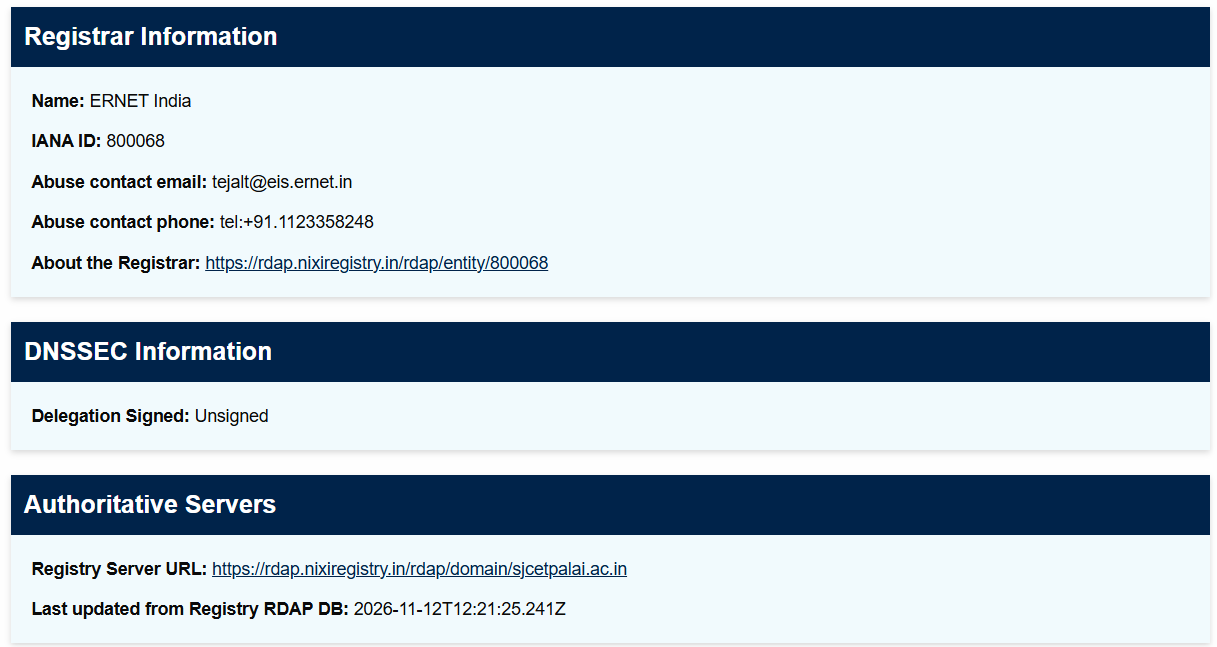 Registrar Information
Name: ERNET India
IANA ID: 800068
Abuse contact email: tejalt@eis.ernet.in
Abuse contact phone: tel:+91.1123358248
About the Registrar: https://rdap.nixiregistry.in/rdap/entity/800068
DNSSEC Information
Delegation Signed: Unsigned
Authoritative Servers
Registry Server URL: https://rdap.nixiregistry.in/rdap/domain/sjcetpalai.ac.in
Last updated from Registry RDAP DB: 2026-11-12T12:21:25.241Z